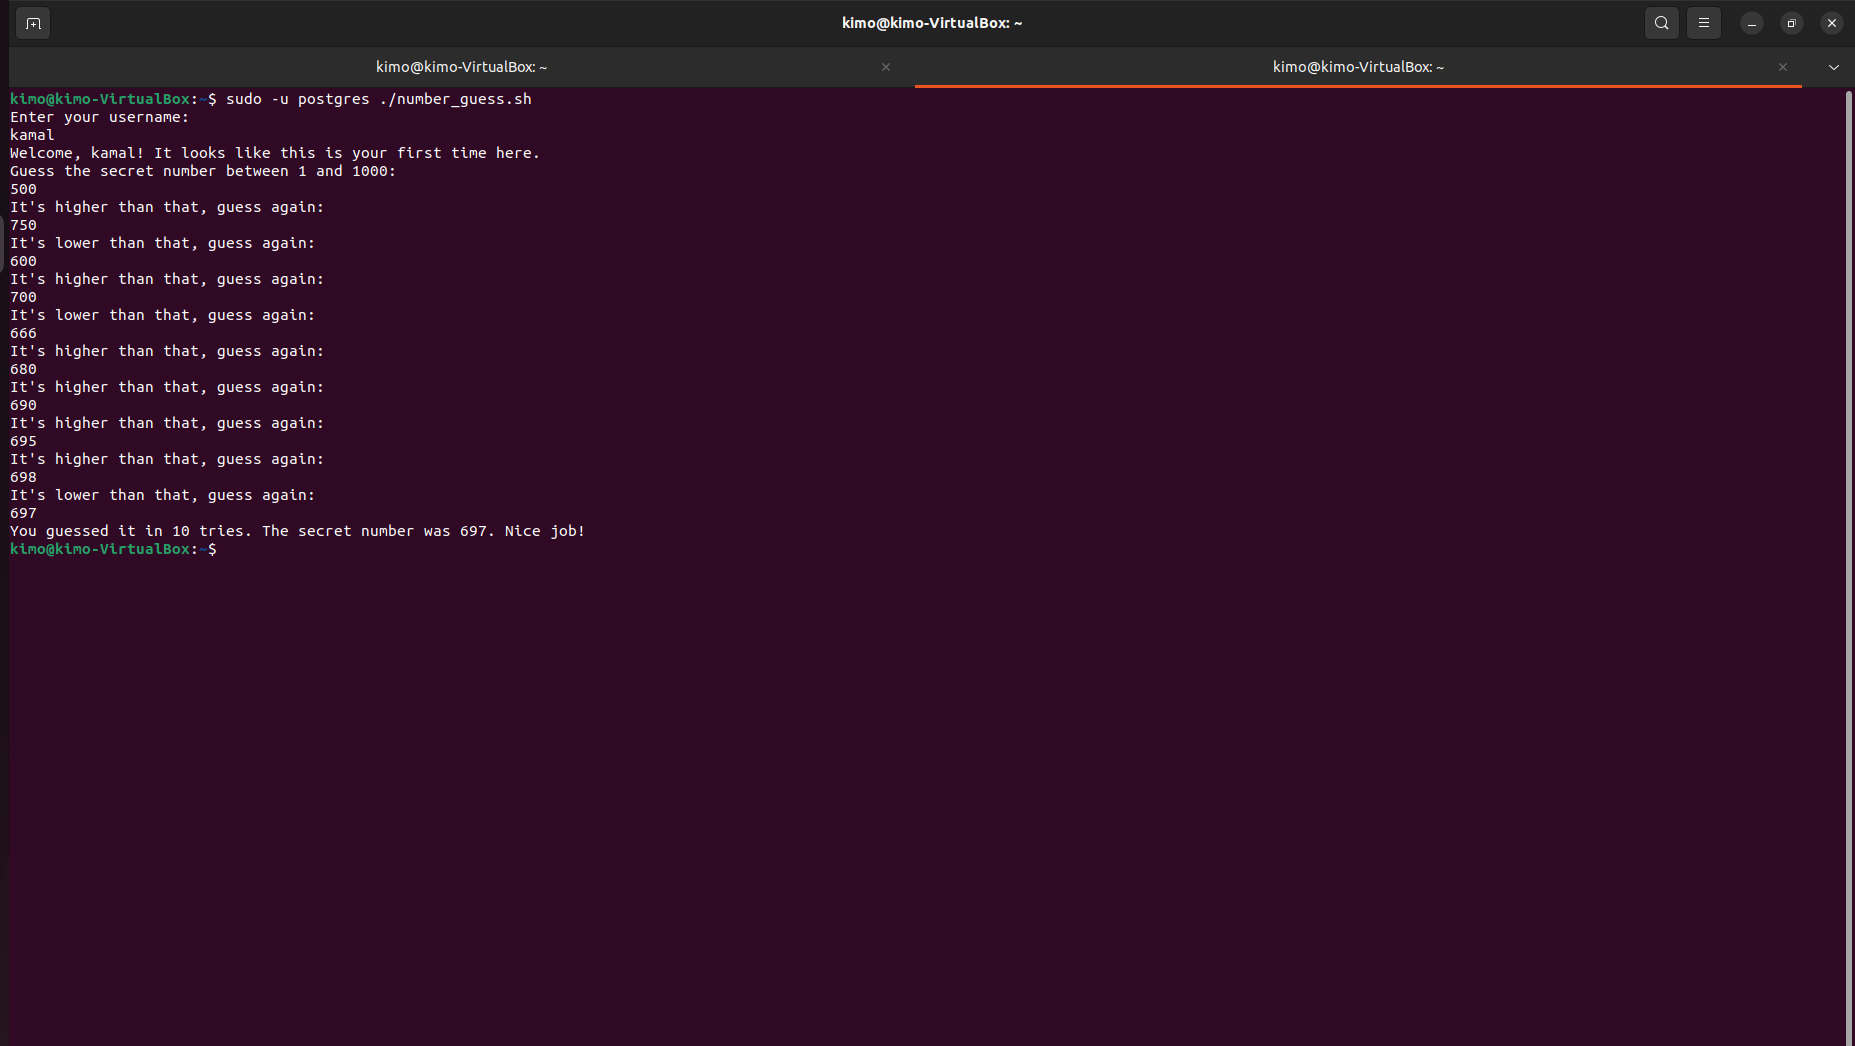 kimo@kimo-VirtualBox: ~
kimo@kimo-VirtualBox: ~
kimo@kimo-VirtualBox: ~
kimo@kimo-VirtualBox:~$ sudo -u postgres ./number_guess.sh
Enter your username:
kamal
Welcome, kamal! It looks like this is your first time here.
Guess the secret number between 1 and 1000:
500
It's higher than that, guess again:
750
It's lower than that, guess again:
600
It's higher than that, guess again:
700
It's lower than that, guess again:
666
It's higher than that, guess again:
680
It's higher than that, guess again:
690
It's higher than that, guess again:
695
It's higher than that, guess again:
698
It's lower than that, guess again:
697
You guessed it in 10 tries. The secret number was 697. Nice job!
kimo@kimo-VirtualBox:~$